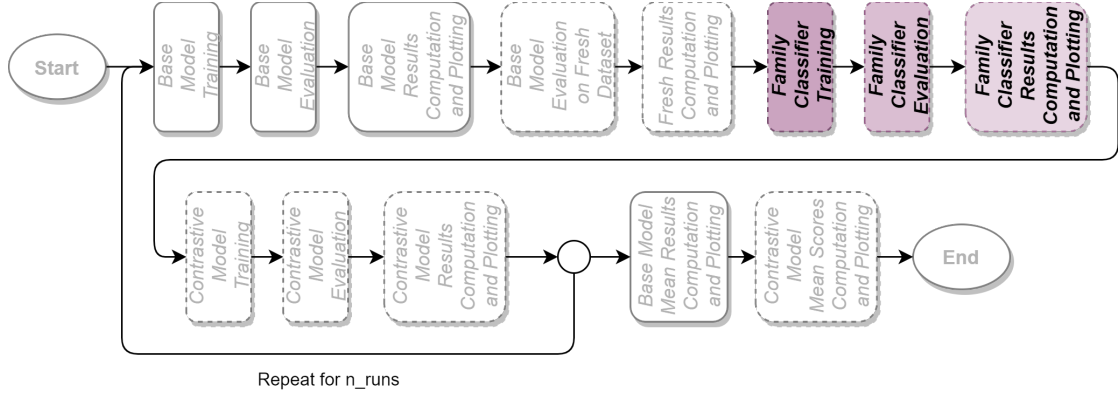 Start
Base
Model
Training
Base
Model
Evaluation
Base
Model
Results
Computation
and Plotting
Base
Model
Evaluation
on Fresh
Dataset
Fresh Results
Computation
and Plotting
Family
Classifier
Training
Family
Classifier
Evaluation
Family
Classifier
Results
Computation
and Plotting
Contrastive
Model
Training
Contrastive
Model
Evaluation
Contrastive
Model
Results
Computation
and Plotting
Base Model
Mean Results
Computation
and Plotting
Contrastive
Model
Mean Scores
Computation
and Plotting
End
Repeat for n_runs